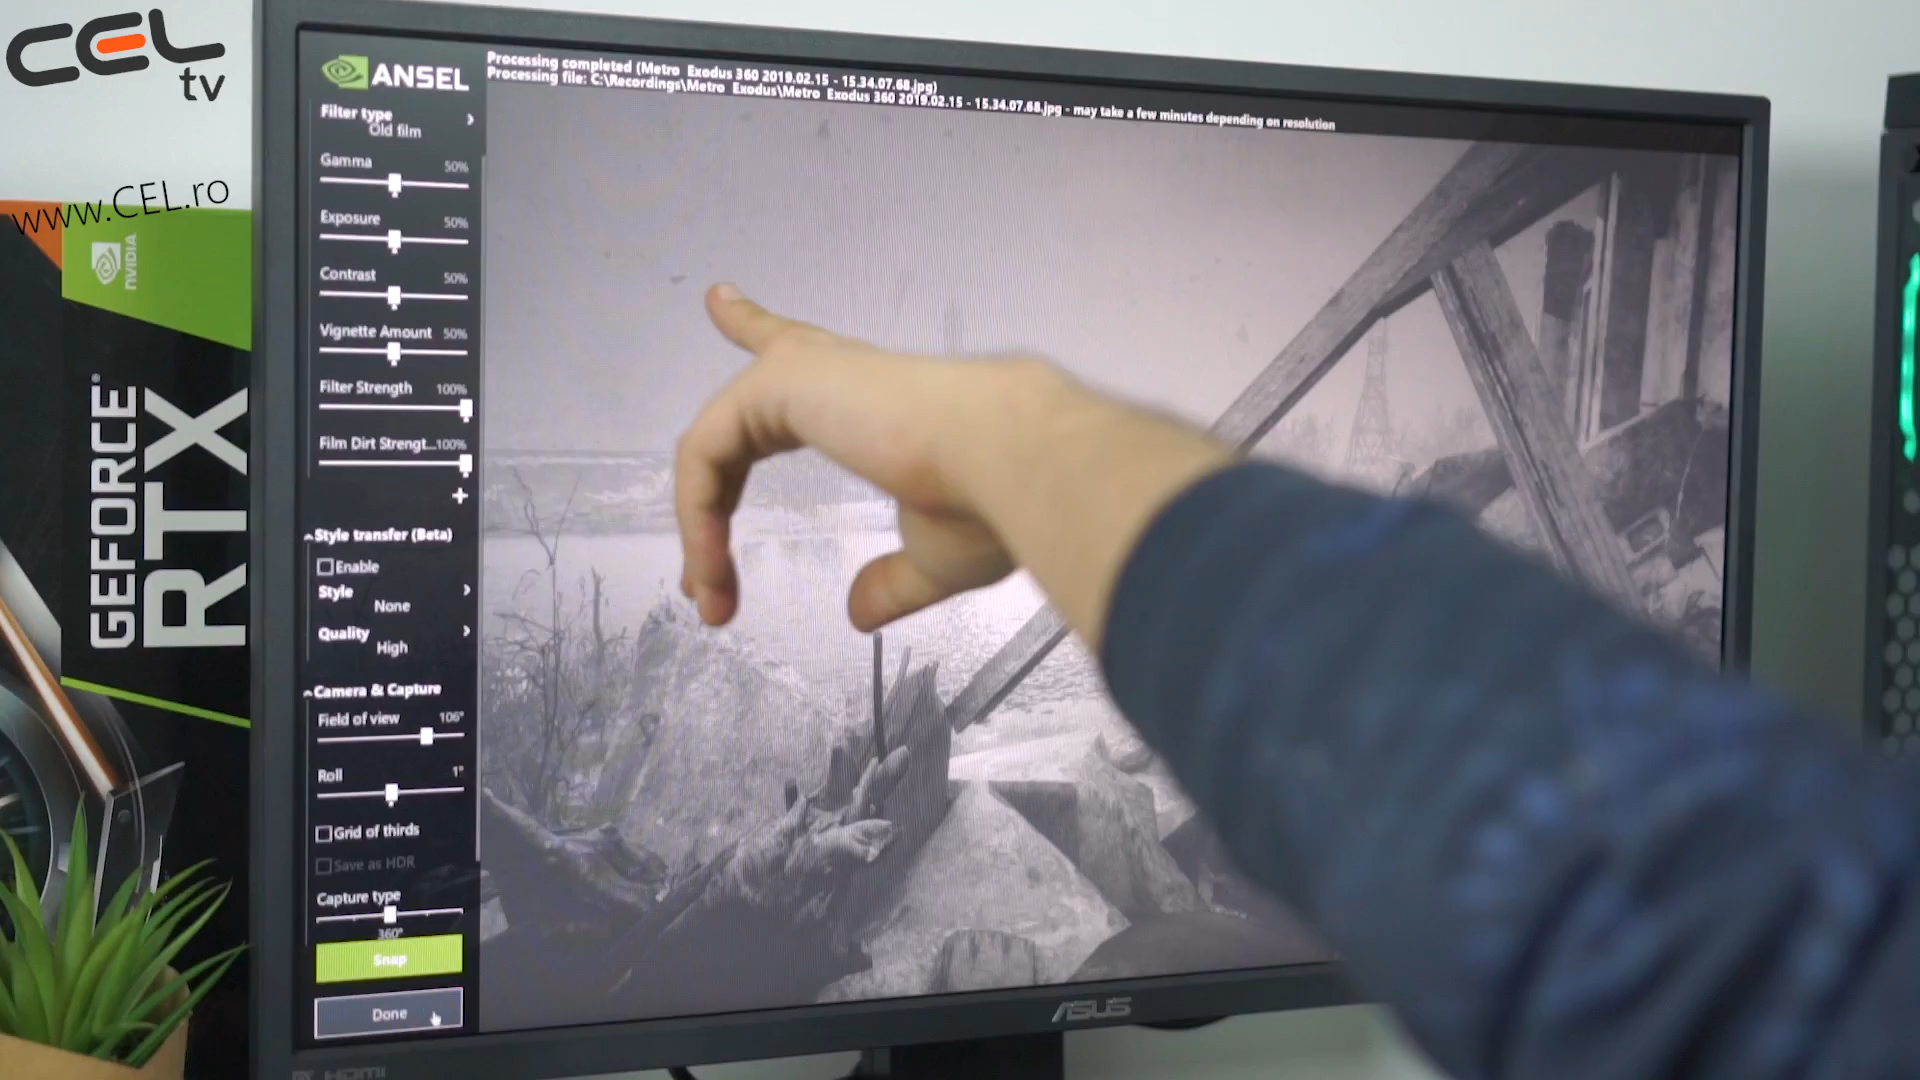 CEL
tv
www.CEL.ro
NVIDIA
GEFORCE
RTX
ANSEL
Processing completed (Metro Exodus 360 2019.02.15 - 15.34.07.68.jpg)
Processing file: C:\Recordings\Metro Exodus\Metro Exodus 360 2019.02.15 - 15.34.07.68.jpg - may take a few minutes depending on resolution
Filter type
Old film
Gamma 50%
Exposure 50%
Contrast 50%
Vignette Amount 50%
Filter Strength 100%
Film Dirt Strengt...100%
+
Style transfer (Beta)
Enable
Style
None
Quality
High
Camera & Capture
Field of view 106°
Roll 1°
Grid of thirds
Save as HDR
Capture type
360°
Snap
Done
ASUS
HDMI